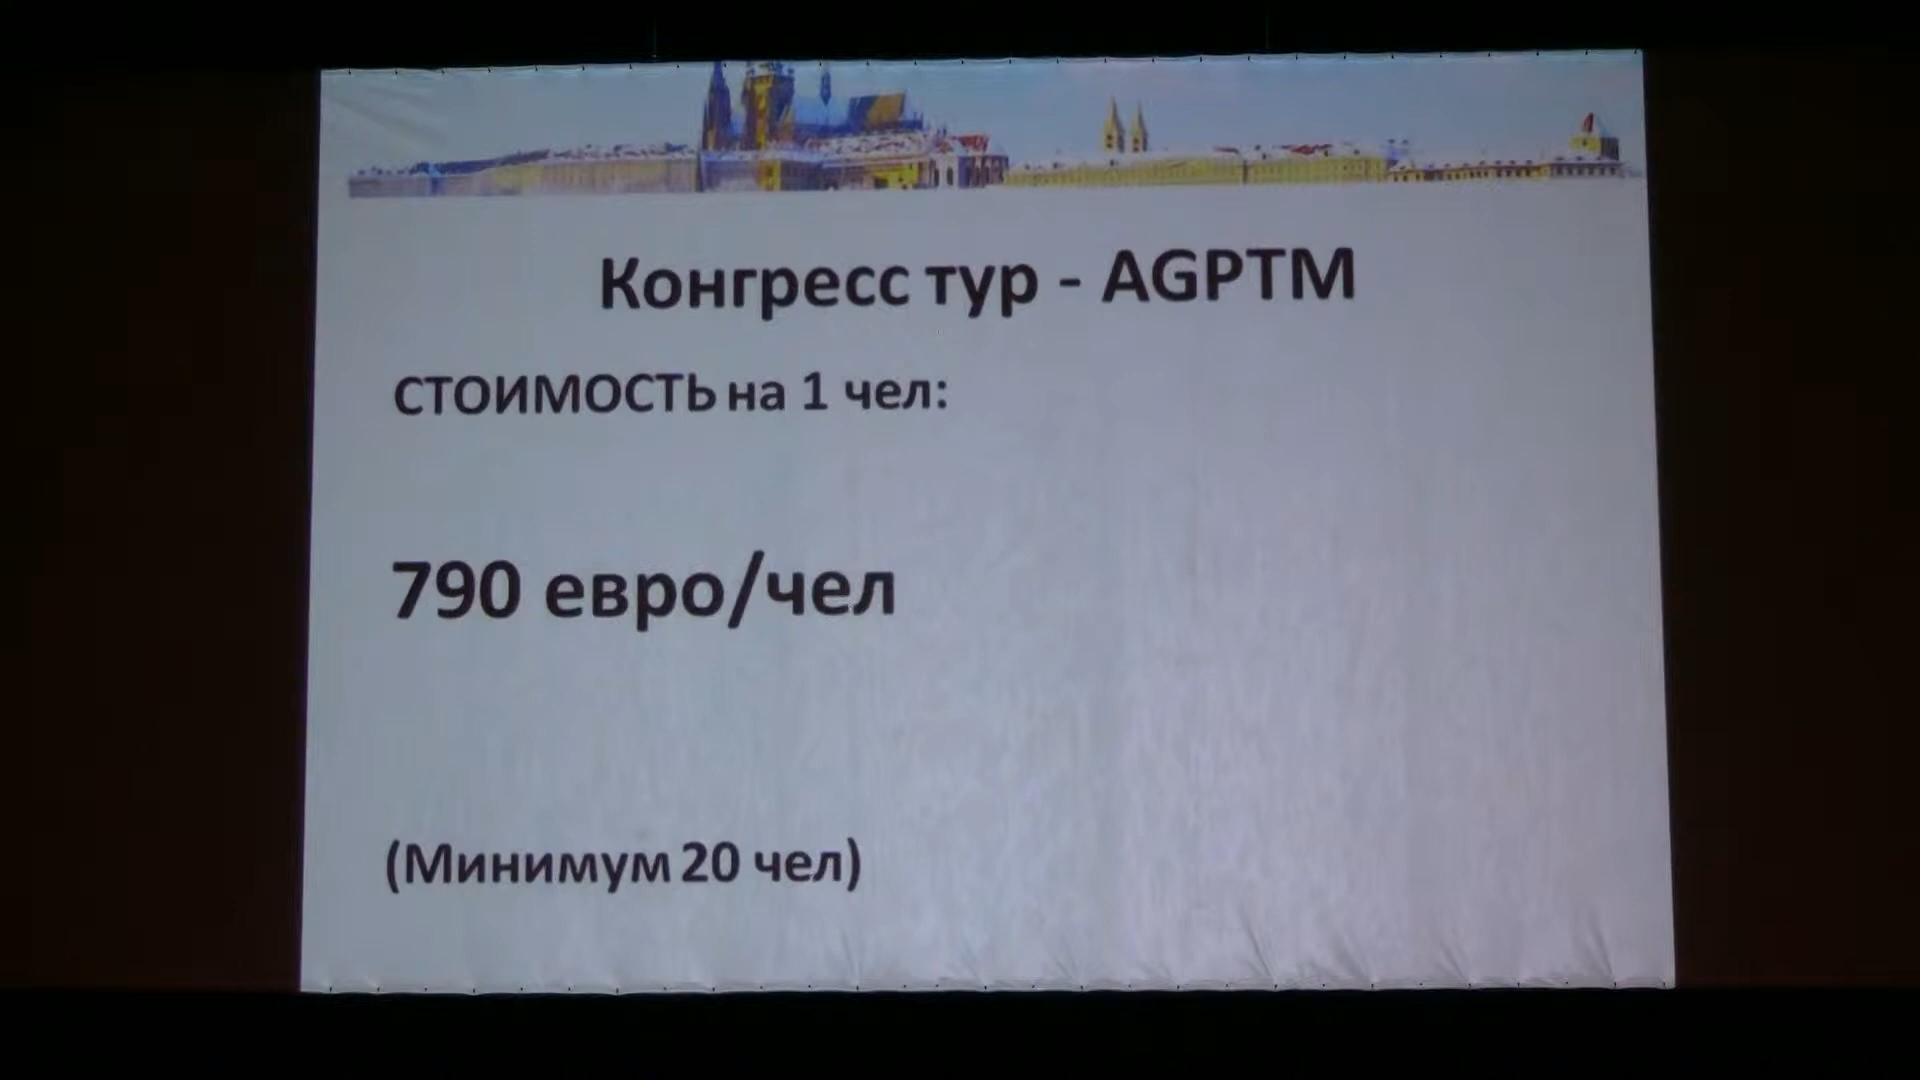 Конгресс тур - AGPTM
СТОИМОСТЬ на 1 чел:
790 евро/чел
(Минимум 20 чел)